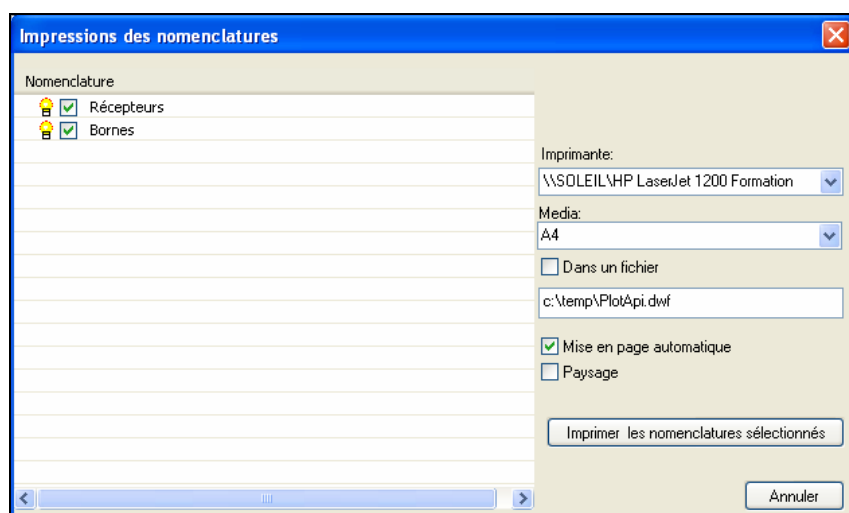 Impressions des nomenclatures
Nomenclature
Récepteurs
Bornes
Imprimante:
\\SOLEIL\HP LaserJet 1200 Formation
Media:
A4
Dans un fichier
c:\temp\PlotApi.dwf
Mise en page automatique
Paysage
Imprimer les nomenclatures sélectionnés
Annuler